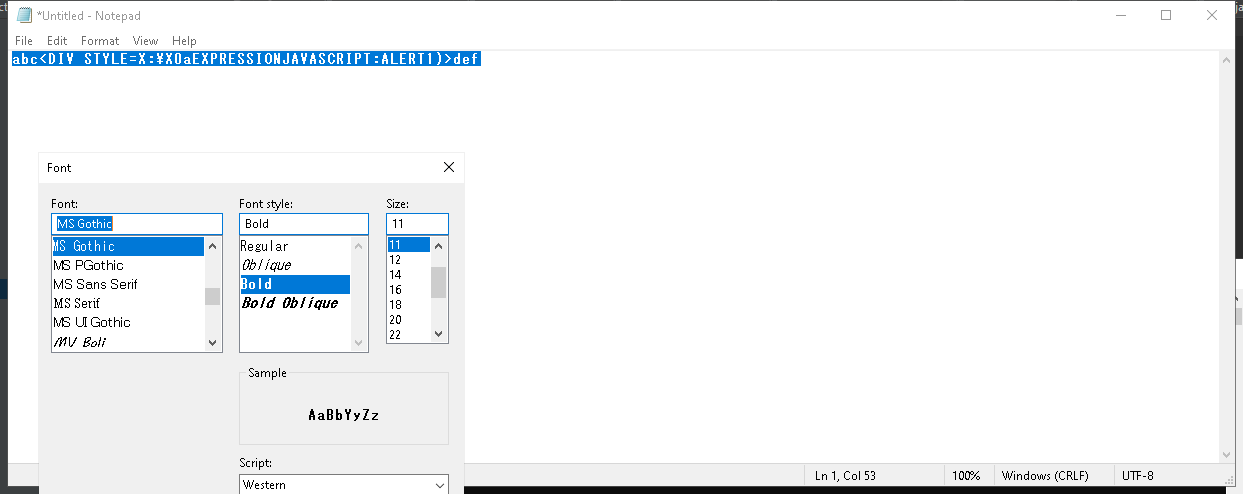 *Untitled - Notepad
File Edit Format View Help
abc<DIV STYLE=X:¥X0aEXPRESSIONJAVASCRIPT:ALERT1)>def
Font
Font: Font style: Size:
MS Gothic Bold 11
MS Gothic Regular 11
MS PGothic Oblique 12
MS Sans Serif Bold 14
MS Serif Bold Oblique 16
MS UI Gothic 18
MV Boli 20
22
Sample
AaBbYyZz
Script:
Western
Ln 1, Col 53 100% Windows (CRLF) UTF-8